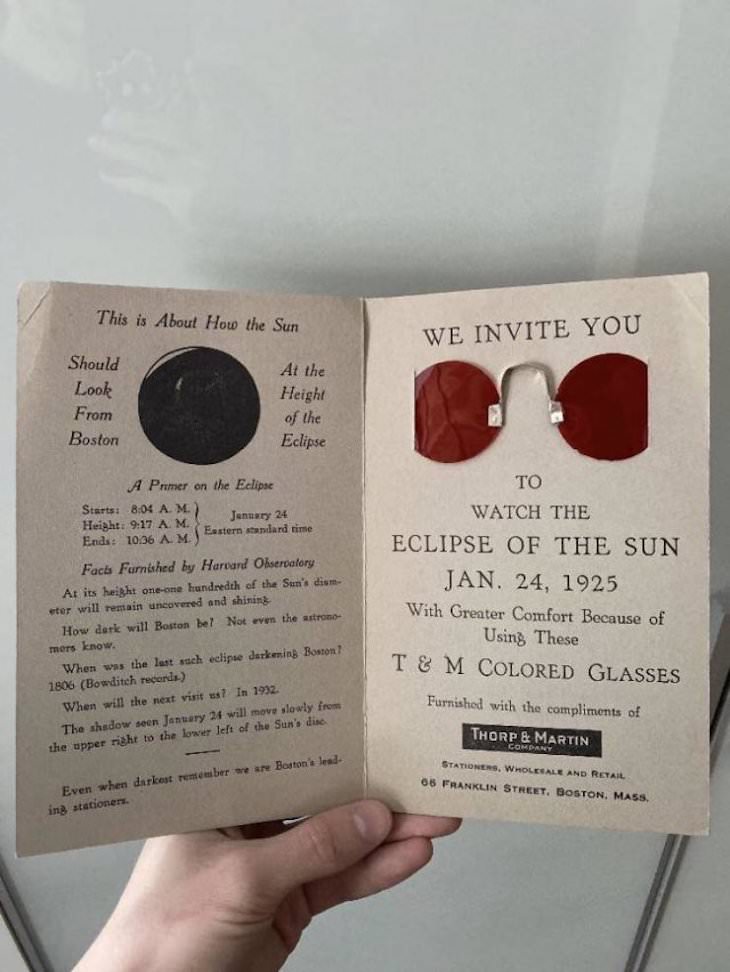 This is About How the Sun
Should
Look
From
Boston
At the
Height
of the
Eclipse
A Primer on the Eclipse
Starts: 8:04 A. M.
Height: 9:17 A. M.
Ends: 10:36 A. M.
January 24
Eastern standard time
Facts Furnished by Harvard Observatory
At its height one-one hundredth of the Sun's diam-
eter will remain uncovered and shining.
How dark will Boston be? Not even the astrono-
mers know.
When was the last such eclipse darkening Boston?
1806 (Bowditch records.)
When will the next visit us? In 1932.
The shadow seen January 24 will move slowly from
the upper right to the lower left of the Sun's disc.
Even when darkest remember we are Boston's lead-
ing stationers.
WE INVITE YOU
TO
WATCH THE
ECLIPSE OF THE SUN
JAN. 24, 1925
With Greater Comfort Because of
Using These
T & M COLORED GLASSES
Furnished with the compliments of
THORP & MARTIN
COMPANY
STATIONERS, WHOLESALE AND RETAIL
66 FRANKLIN STREET, BOSTON, MASS.